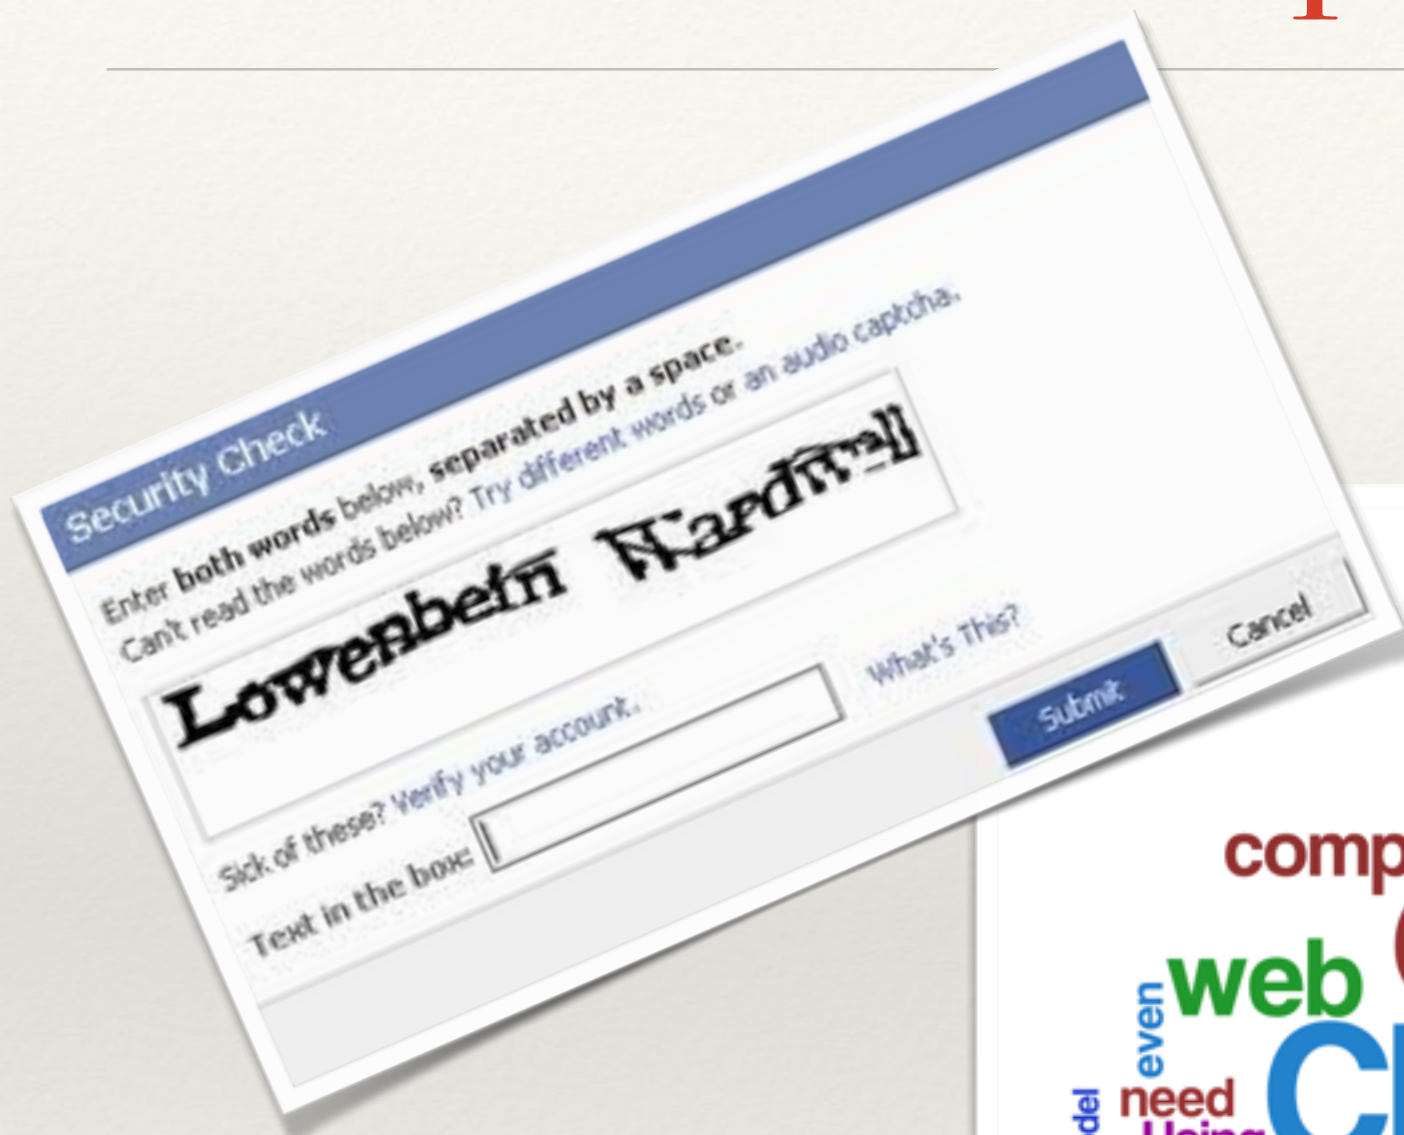 Security Check
Enter both words below, separated by a space.
Can't read the words below? Try different words or an audio captcha.
Lowenbein
Sick of these? Verify your account.
Text in the box:
What's This?
Submit
Cancel
comp
web
even
need
del
Using